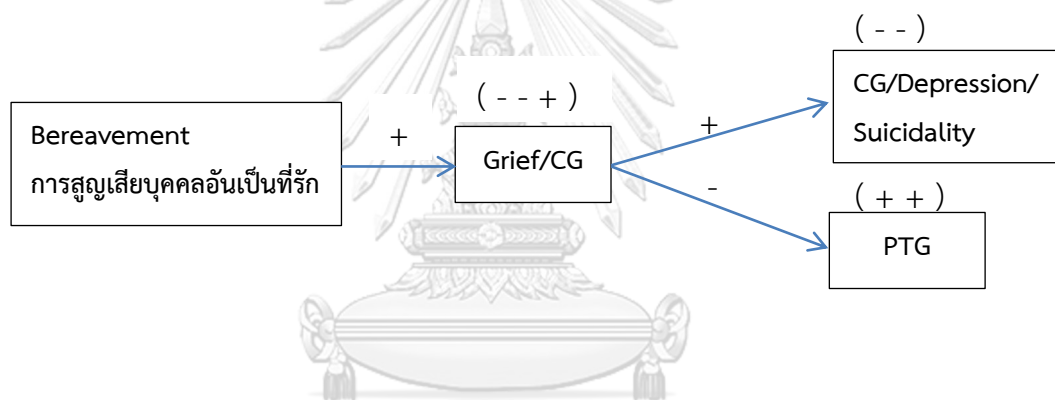 Bereavement
การสูญเสียบุคคลอันเป็นที่รัก
+
( - - + )
Grief/CG
+
-
( - - )
CG/Depression/
Suicidality
( + + )
PTG